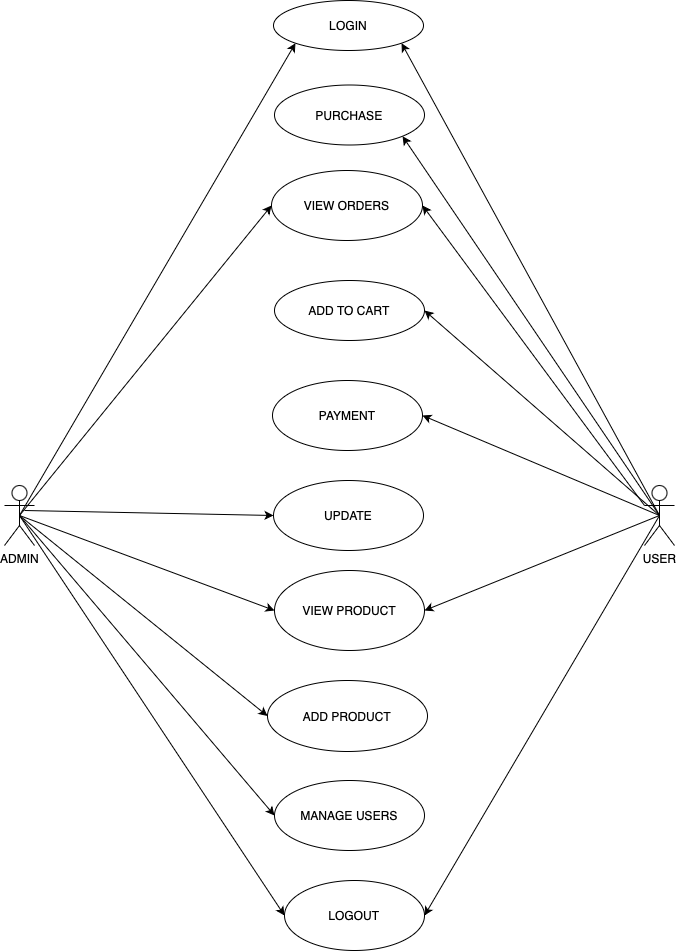 LOGIN
PURCHASE
VIEW ORDERS
ADD TO CART
PAYMENT
UPDATE
ADMIN
USER
VIEW PRODUCT
ADD PRODUCT
MANAGE USERS
LOGOUT